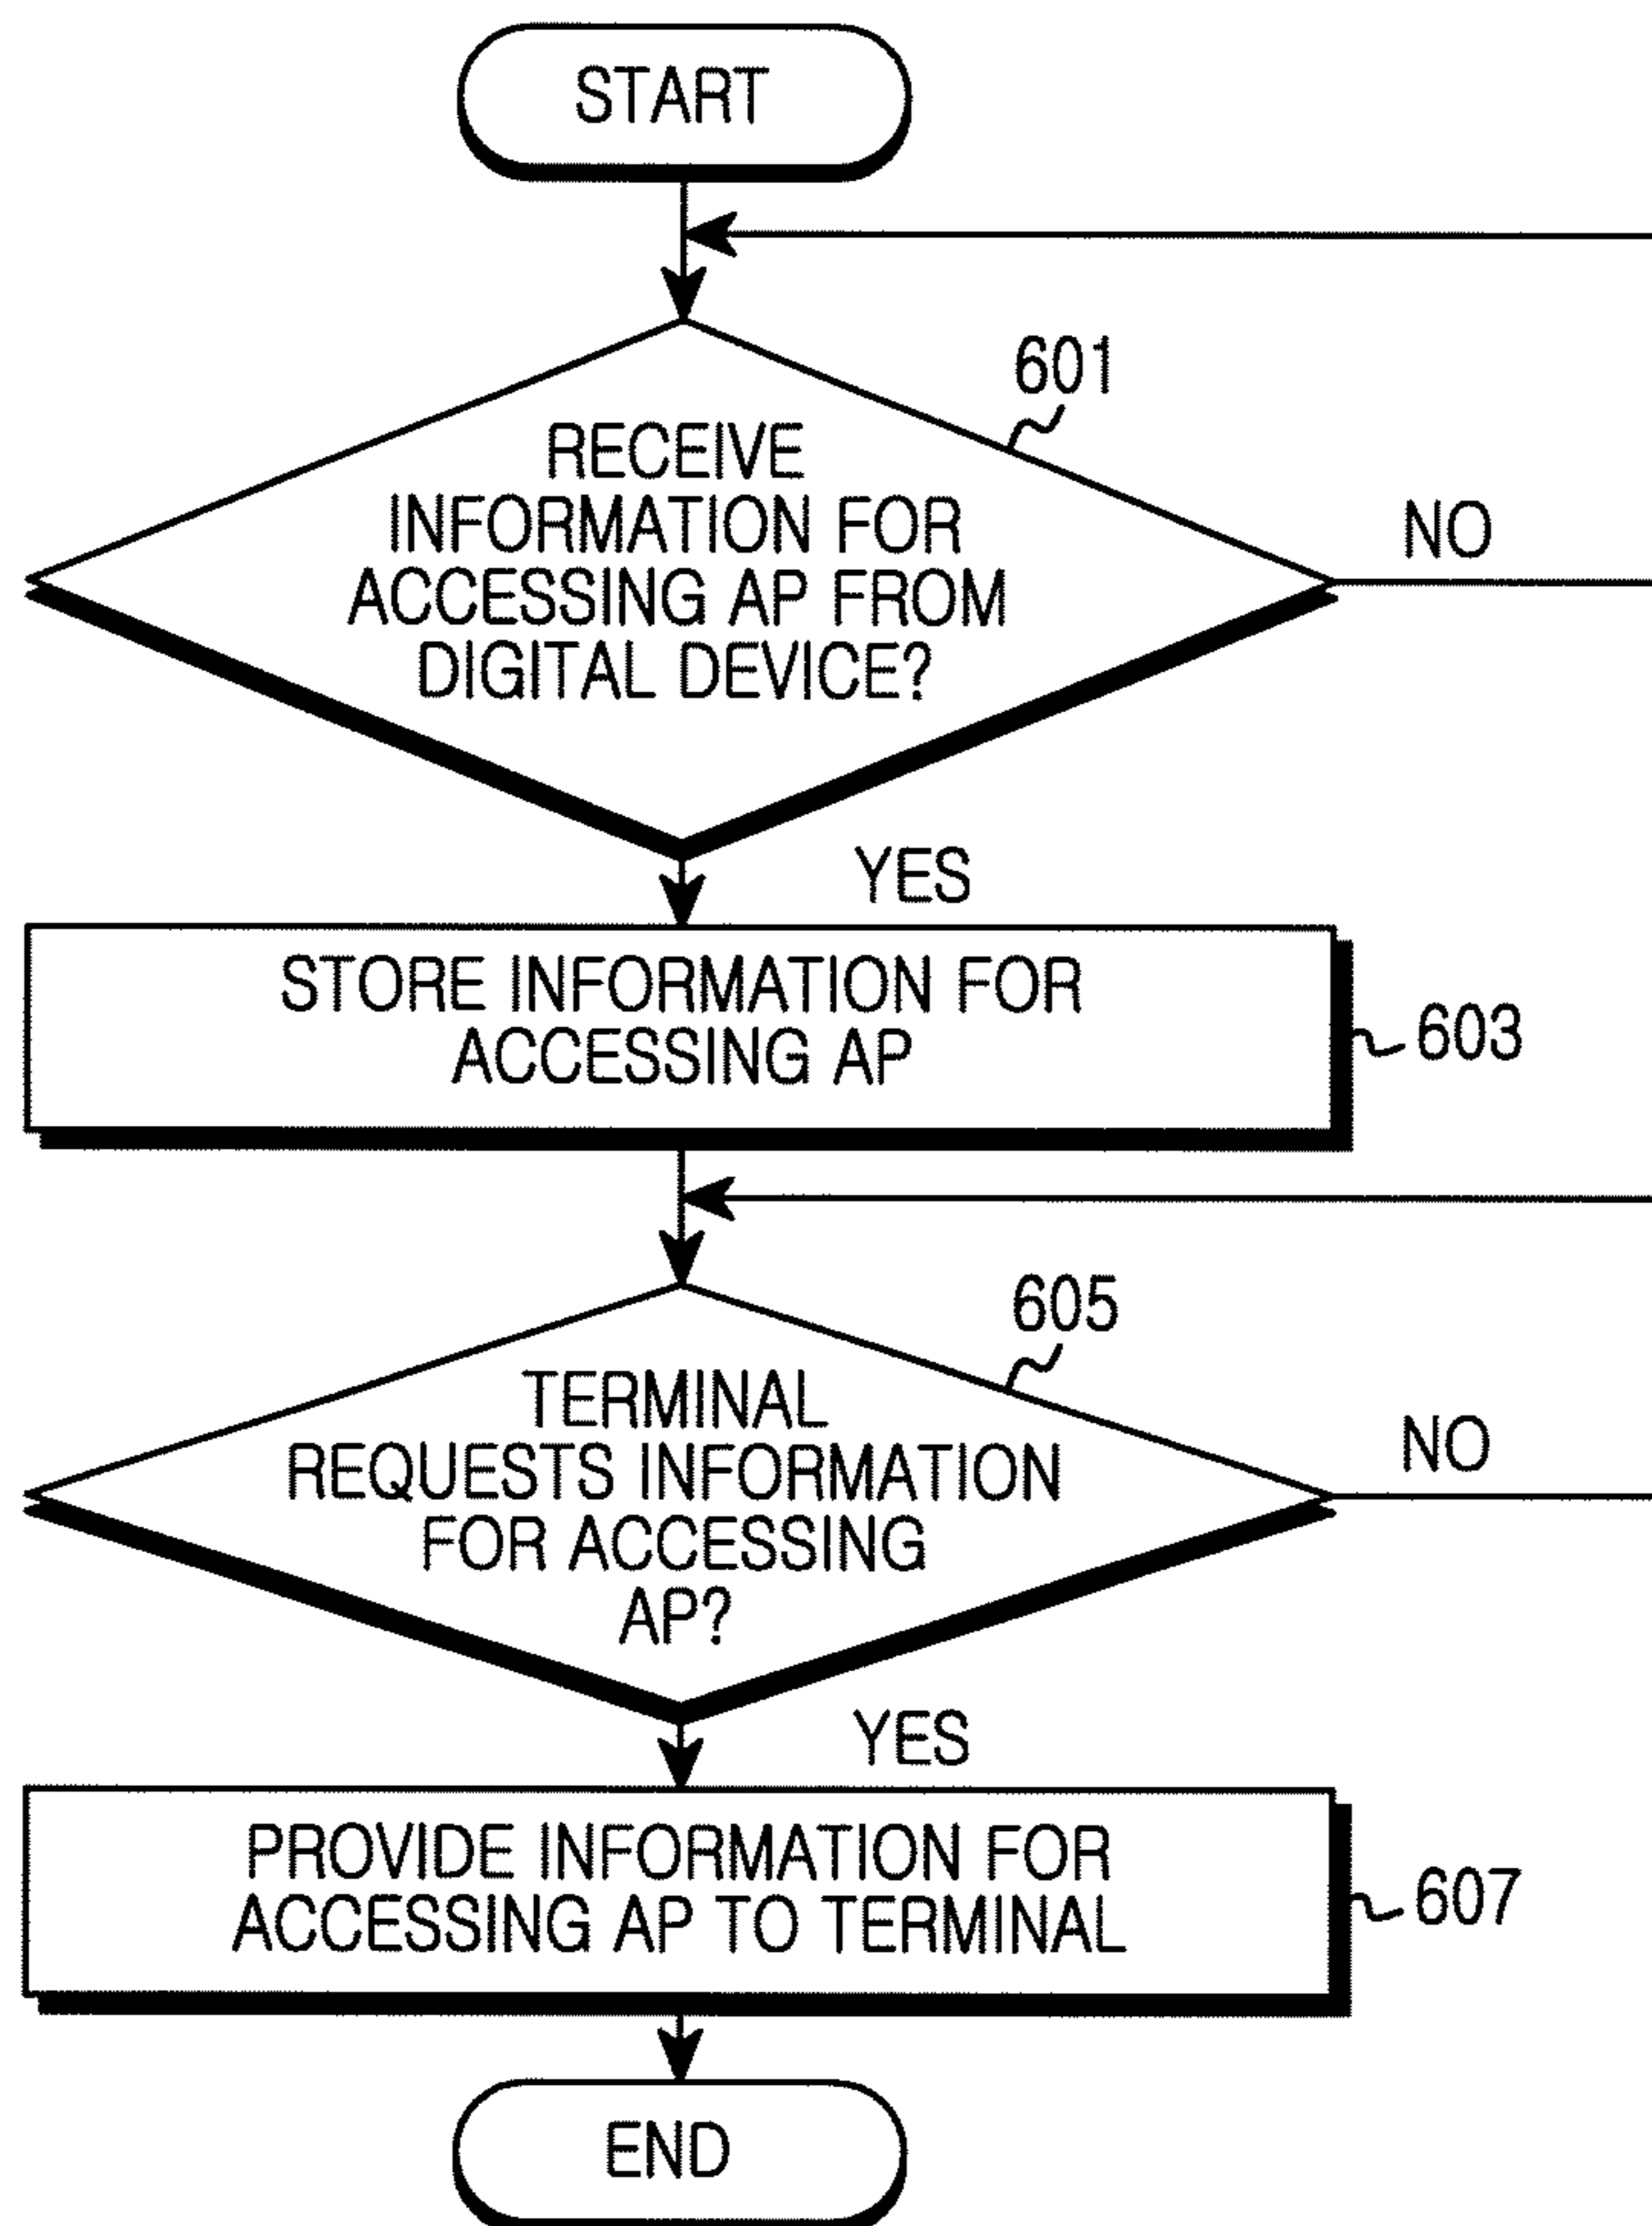 START
601
RECEIVE
INFORMATION FOR
ACCESSING AP FROM
DIGITAL DEVICE?
NO
YES
STORE INFORMATION FOR
ACCESSING AP
603
605
TERMINAL
REQUESTS INFORMATION
FOR ACCESSING
AP?
NO
YES
PROVIDE INFORMATION FOR
ACCESSING AP TO TERMINAL
607
END